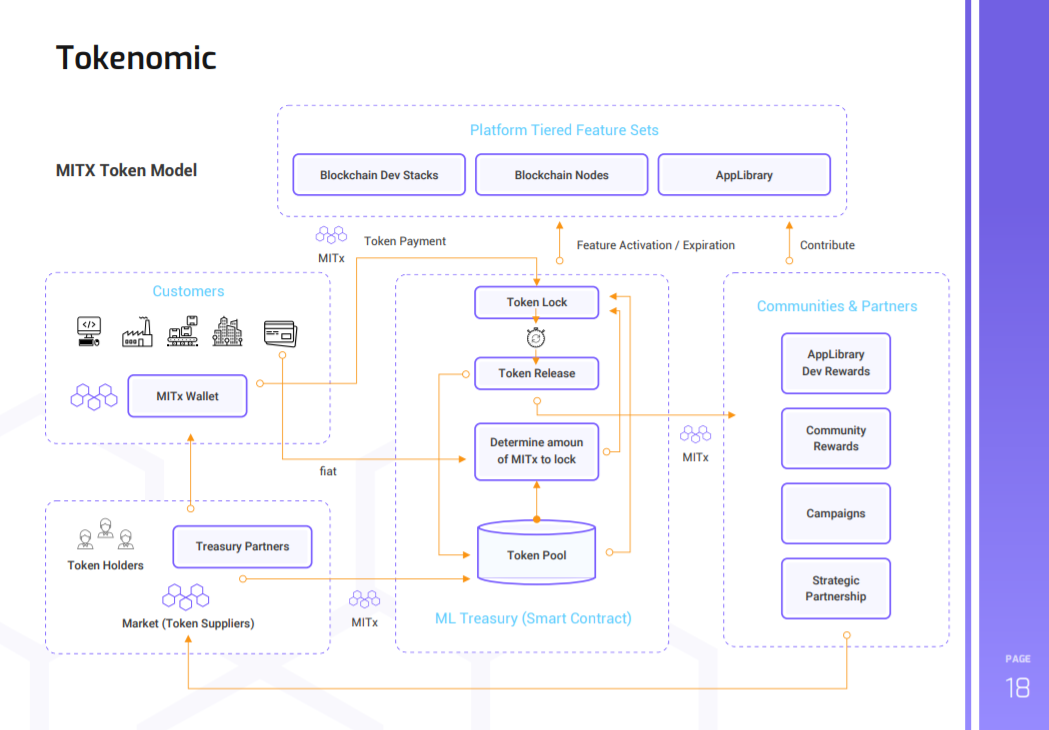 Tokenomic
MITX Token Model
Platform Tiered Feature Sets
Blockchain Dev Stacks
Blockchain Nodes
AppLibrary
MITx
Token Payment
Feature Activation / Expiration
Contribute
Customers
</>
MITx Wallet
fiat
Token Holders
Treasury Partners
Market (Token Suppliers)
MITx
Token Lock
Token Release
Determine amoun
of MITx to lock
Token Pool
ML Treasury (Smart Contract)
MITx
Communities & Partners
AppLibrary
Dev Rewards
Community
Rewards
Campaigns
Strategic
Partnership
PAGE
18